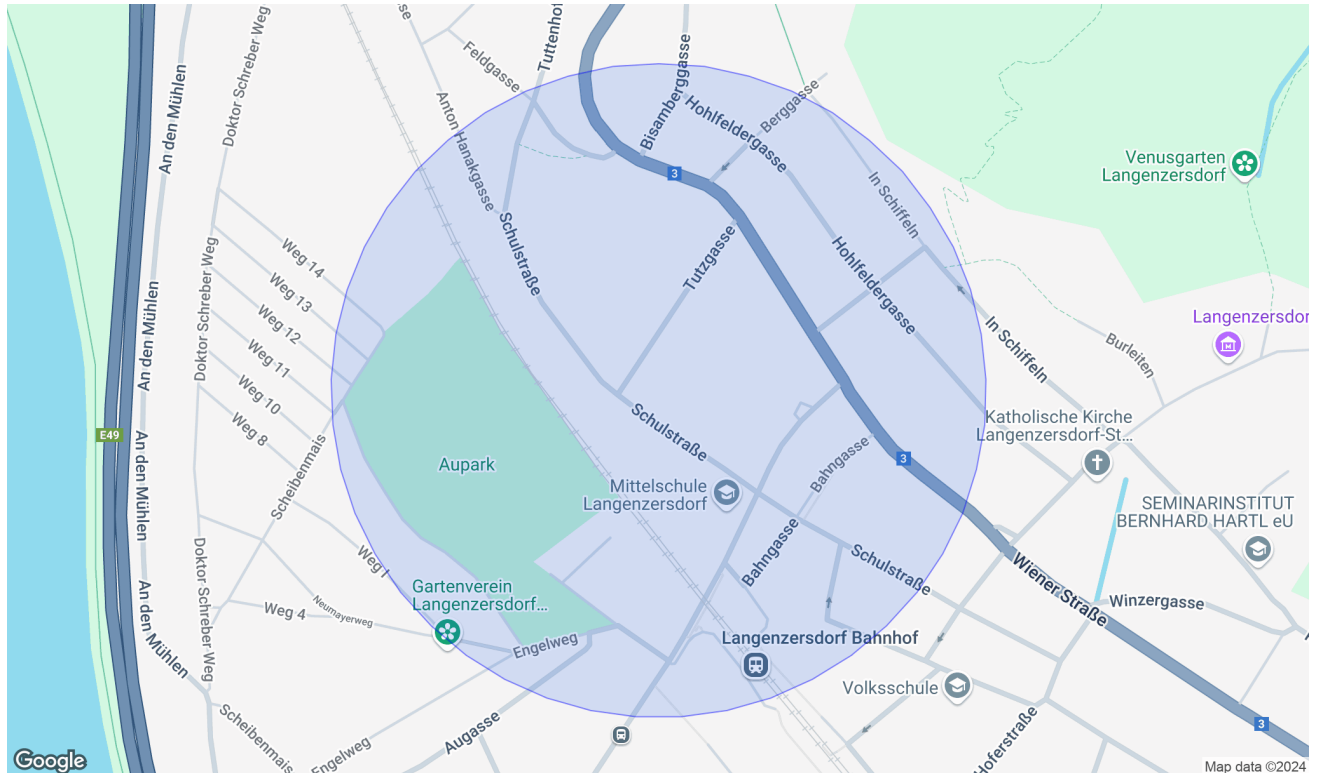 Doktor Schreber Weg
An den Mühlen
Feldgasse
Tuttenhof
Bisamberggasse
Hohlfeldergasse
Berggasse
Anton Hanakgasse
3
Venusgarten
Langenzersdorf
In Schiffeln
Schulstraße
Tutzgasse
Hohlfeldergasse
Weg 14
Weg 13
Weg 12
Weg 11
Weg 10
Weg 8
Doktor Schreber Weg
An den Mühlen
In Schiffeln
Burleiten
Langenzersdor
E49
Schulstraße
Katholische Kirche
Langenzersdorf-St...
An den Mühlen
Scheibenmais
Aupark
Bahngasse
3
Mittelschule
Langenzersdorf
SEMINARINSTITUT
BERNHARD HARTL eU
Doktor Schreber Weg
Weg I
Bahngasse
Schulstraße
Wiener Straße
Gartenverein
Langenzersdorf...
Weg 4
Neumayerweg
Winzergasse
An den Mühlen
Engelweg
Langenzersdorf Bahnhof
Volksschule
Scheibenmais
Engelweg
Augasse
Hoferstraße
3
Google
Map data ©2024